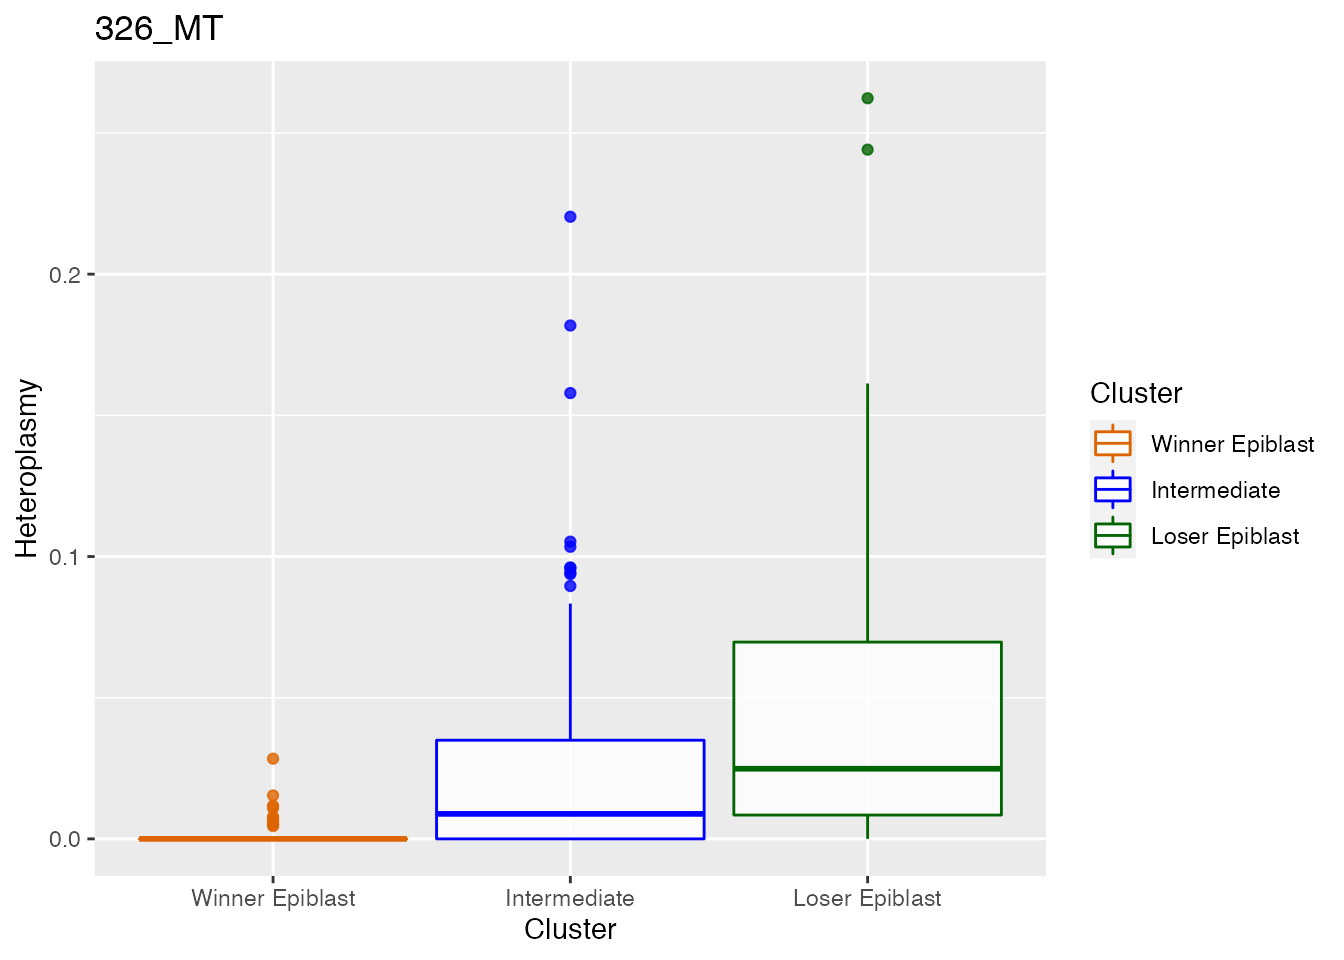 326_MT
Heteroplasmy
0.2
0.1
0.0
Winner Epiblast
Intermediate
Loser Epiblast
Cluster
Cluster
Winner Epiblast
Intermediate
Loser Epiblast